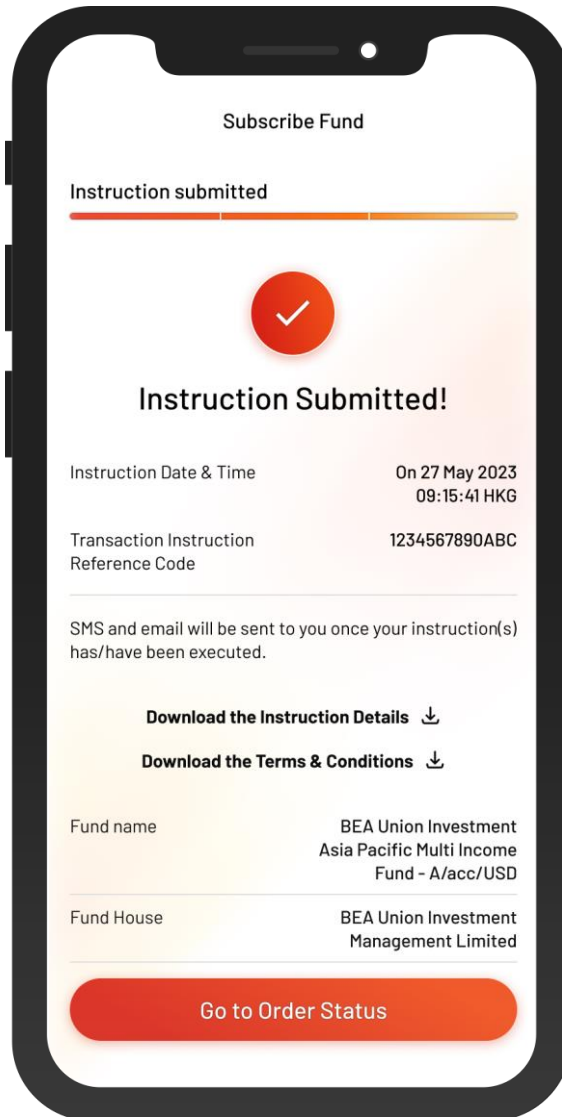 Subscribe Fund
Instruction submitted
Instruction Submitted!
Instruction Date & Time
On 27 May 2023
09:15:41 HKG
Transaction Instruction
Reference Code
1234567890ABC
SMS and email will be sent to you once your instruction(s)
has/have been executed.
Download the Instruction Details
Download the Terms & Conditions
Fund name
BEA Union Investment
Asia Pacific Multi Income
Fund - A/acc/USD
Fund House
BEA Union Investment
Management Limited
Go to Order Status